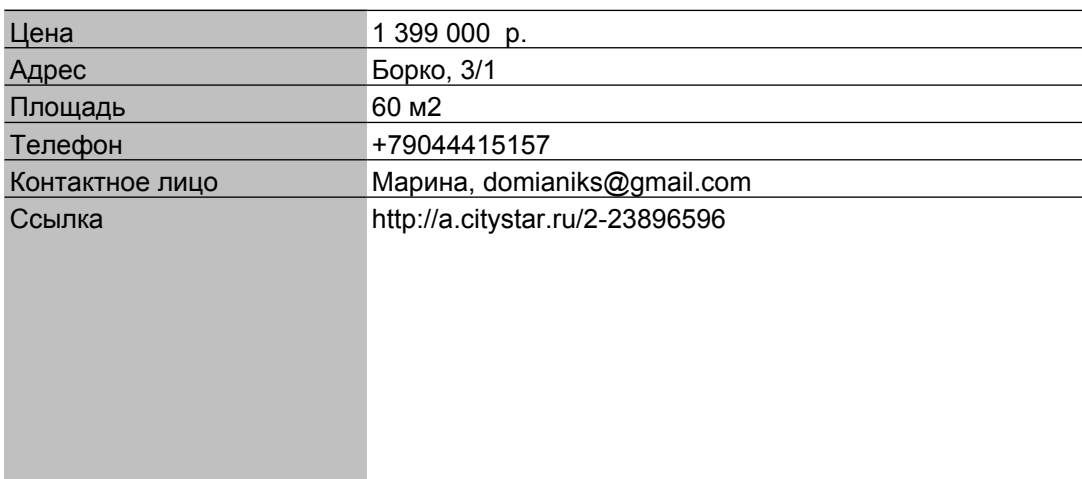 Цена 1 399 000 р.
Адрес Борко, 3/1
Площадь 60 м2
Телефон +79044415157
Контактное лицо Марина, domianiks@gmail.com
Ссылка http://a.citystar.ru/2-23896596